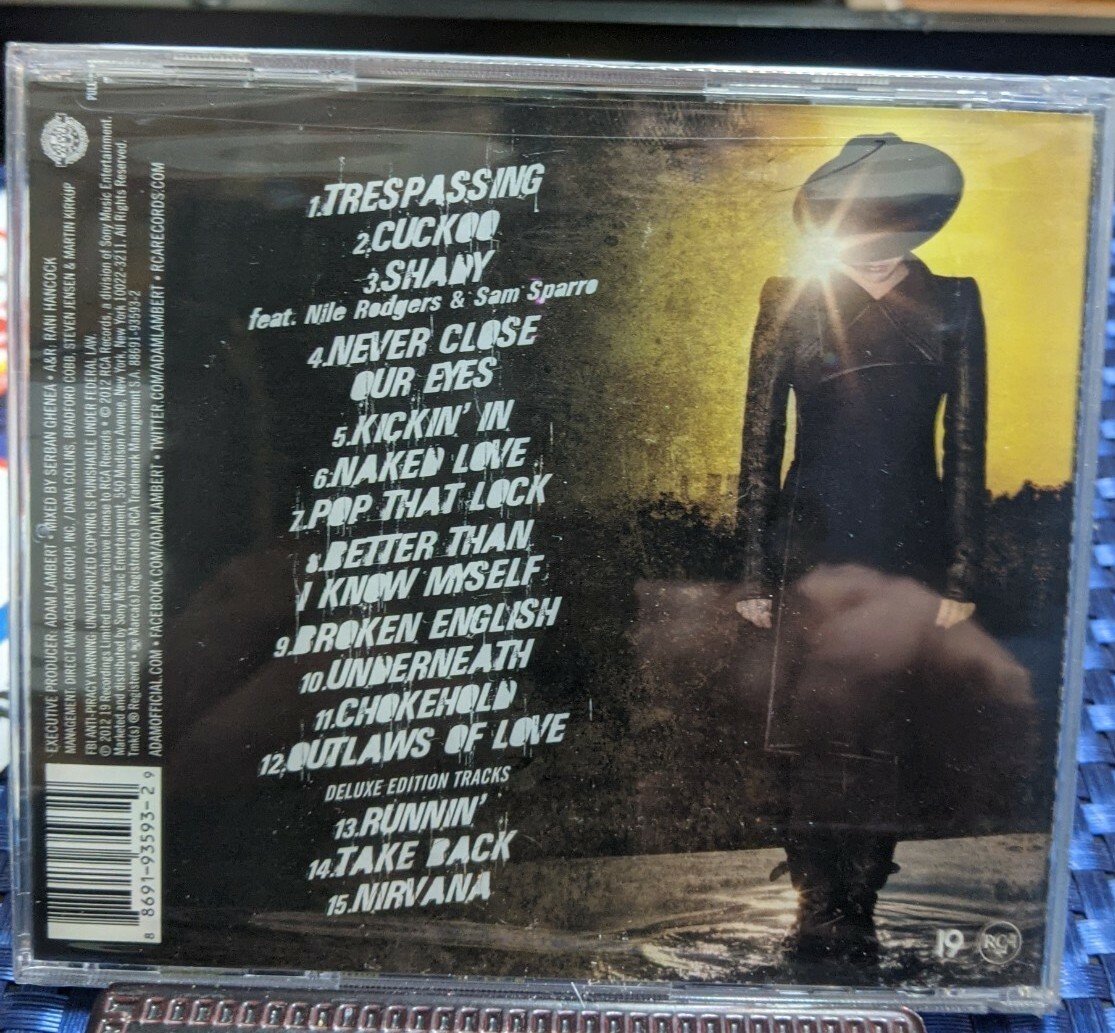 1.TRESPASSING
2.CUCKOO
3.SHADY
feat. Nile Rodgers & Sam Sparro
4.NEVER CLOSE
OUR EYES
5.KICKIN' IN
6.NAKED LOVE
7.POP THAT LOCK
8.BETTER THAN
I KNOW MYSELF
9.BROKEN ENGLISH
10.UNDERNEATH
11.CHOKEHOLD
12.OUTLAWS OF LOVE
DELUXE EDITION TRACKS
13.RUNNIN'
14.TAKE BACK
15.NIRVANA
EXECUTIVE PRODUCER: ADAM LAMBERT • MIXED BY SERBAN GHENEA • A&R: RANI HANCOCK
MANAGEMENT: DIRECT MANAGEMENT GROUP, INC. / DANA COLLINS, BRADFORD COBB, STEVEN JENSEN & MARTIN KIRKUP
FBI ANTI-PIRACY WARNING: UNAUTHORIZED COPYING IS PUNISHABLE UNDER FEDERAL LAW.
℗ 2012 19 Recordings Limited under exclusive license to RCA Records • © 2012 RCA Records, a division of Sony Music Entertainment.
Marketed and distributed by Sony Music Entertainment, 550 Madison Avenue, New York, New York 10022-3211. All Rights Reserved.
Tmk(s) ® Registered • Marca(s) Registrada(s) RCA Trademark Management S.A. 88691-93593-2
ADAMOFFICIAL.COM • FACEBOOK.COM/ADAMLAMBERT • TWITTER.COM/ADAMLAMBERT • RCARECORDS.COM
8 8691-93593-2 9
19
RCA